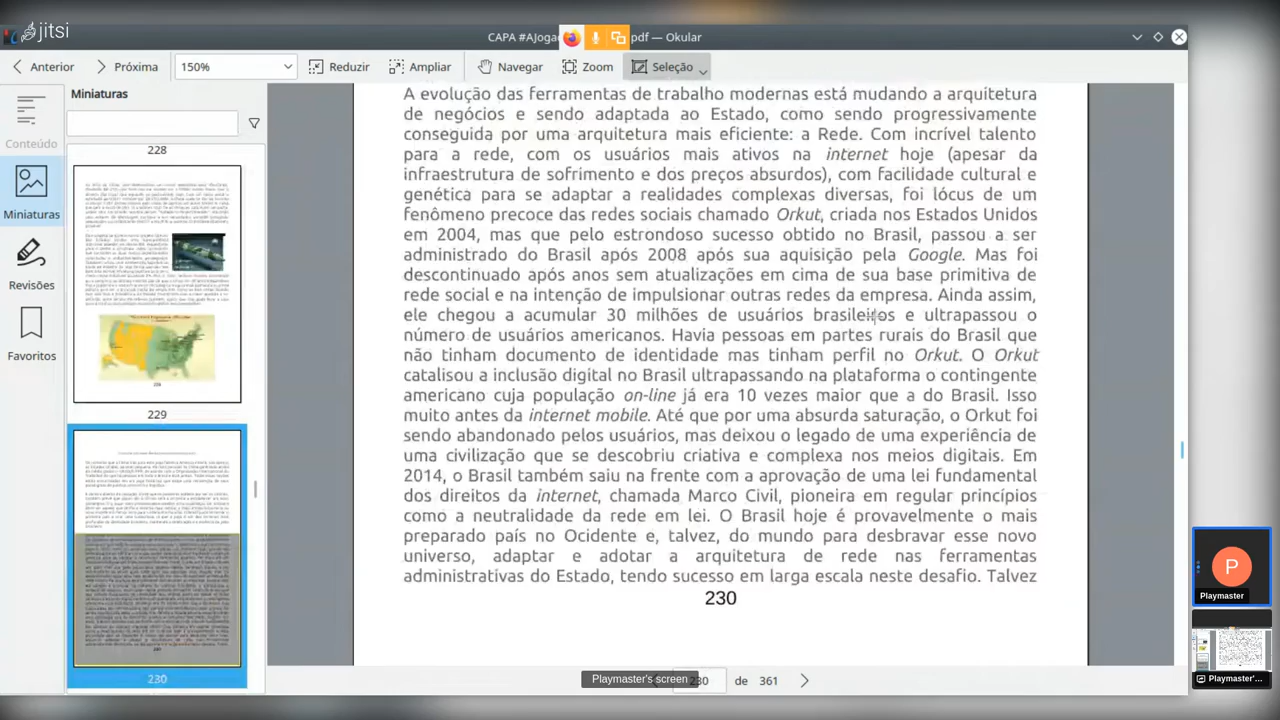 jitsi
CAPA #AJoga
pdf — Okular
Anterior Próxima 150% Reduzir Ampliar Navegar Zoom Seleção
Miniaturas
Conteúdo
Miniaturas
Revisões
Favoritos
228
229
230
A evolução das ferramentas de trabalho modernas está mudando a arquitetura
de negócios e sendo adaptada ao Estado, como sendo progressivamente
conseguida por uma arquitetura mais eficiente: a Rede. Com incrível talento
para a rede, com os usuários mais ativos na internet hoje (apesar da
infraestrutura de sofrimento e dos preços absurdos), com facilidade cultural e
genética para se adaptar a realidades complexas diversas, foi lócus de um
fenômeno precoce das redes sociais chamado Orkut, criado nos Estados Unidos
em 2004, mas que pelo estrondoso sucesso obtido no Brasil, passou a ser
administrado do Brasil após 2008 após sua aquisição pela Google. Mas foi
descontinuado por anos sem atualizações em cima de sua base primitiva de
rede social e na intenção de impulsionar outras redes da empresa. Ainda assim,
ele chegou a acumular 30 milhões de usuários brasileiros e ultrapassou o
número de usuários americanos. Havia pessoas em partes rurais do Brasil que
não tinham documento de identidade mas tinham perfil no Orkut. O Orkut
catalisou a inclusão digital no Brasil ultrapassando na plataforma o contingente
americano cuja população on-line já era 10 vezes maior que a do Brasil. Isso
muito antes da internet mobile. Até que por uma absurda saturação, o Orkut foi
sendo abandonado pelos usuários, mas deixou o legado de uma experiência de
uma civilização que se descobriu criativa e complexa nos meios digitais. Em
2014, o Brasil também saiu na frente com a aprovação de uma lei fundamental
dos direitos da internet, chamada Marco Civil, pioneira em regular princípios
como a neutralidade da rede em lei. O Brasil hoje é provavelmente o mais
preparado país no Ocidente e, talvez, do mundo para desbravar esse novo
universo, adaptar e adotar a arquitetura da rede nas ferramentas
administrativas do Estado, tendo sucesso em larga escala neste desafio. Talvez
230
Playmaster's screen
230 de 361
P
Playmaster
Playmaster'...